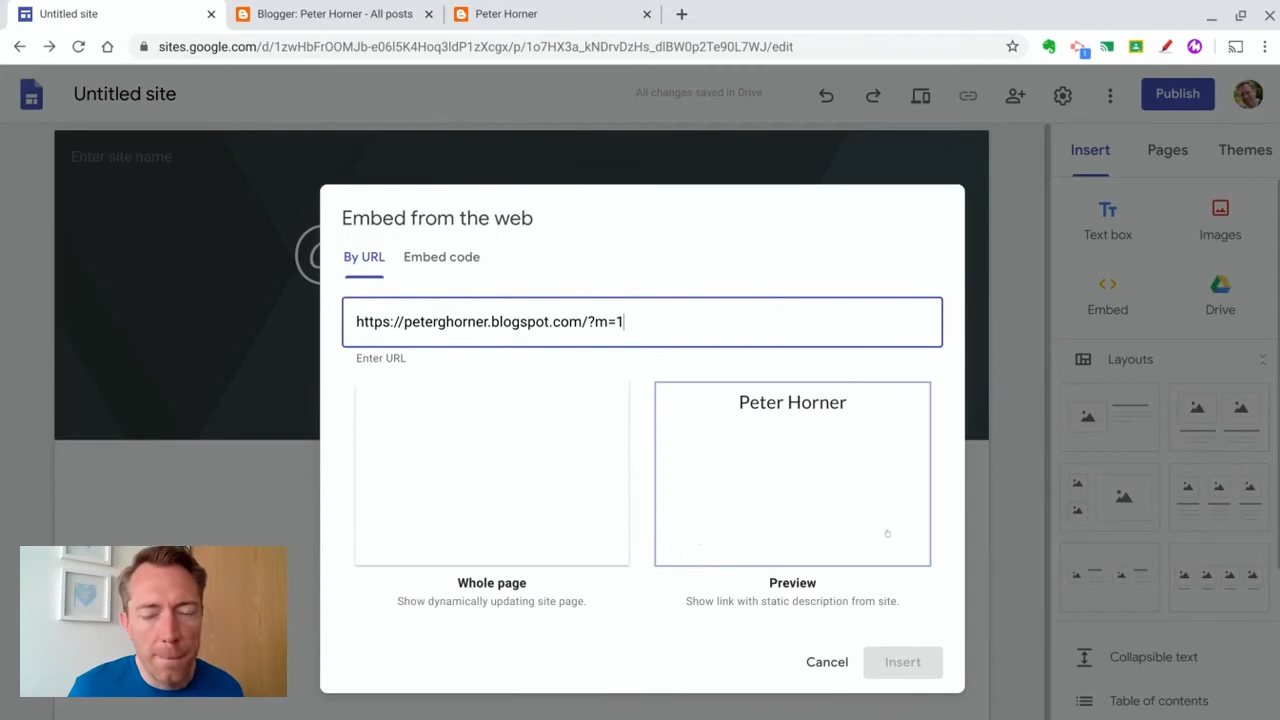 Untitled site
Blogger: Peter Horner - All posts
Peter Horner
sites.google.com/d/1zwHbFrOOMJb-e06I5K4Hoq3ldP1zXcgx/p/1o7HX3a_kNDrvDzHs_dlBW0p2Te90L7WJ/edit
1
Untitled site
All changes saved in Drive
Publish
Enter site name
Insert
Pages
Themes
Embed from the web
By URL
Embed code
https://peterghorner.blogspot.com/?m=1
Enter URL
Peter Horner
Whole page
Show dynamically updating site page.
Preview
Show link with static description from site.
Cancel
Insert
Text box
Images
Embed
Drive
Layouts
Collapsible text
Table of contents